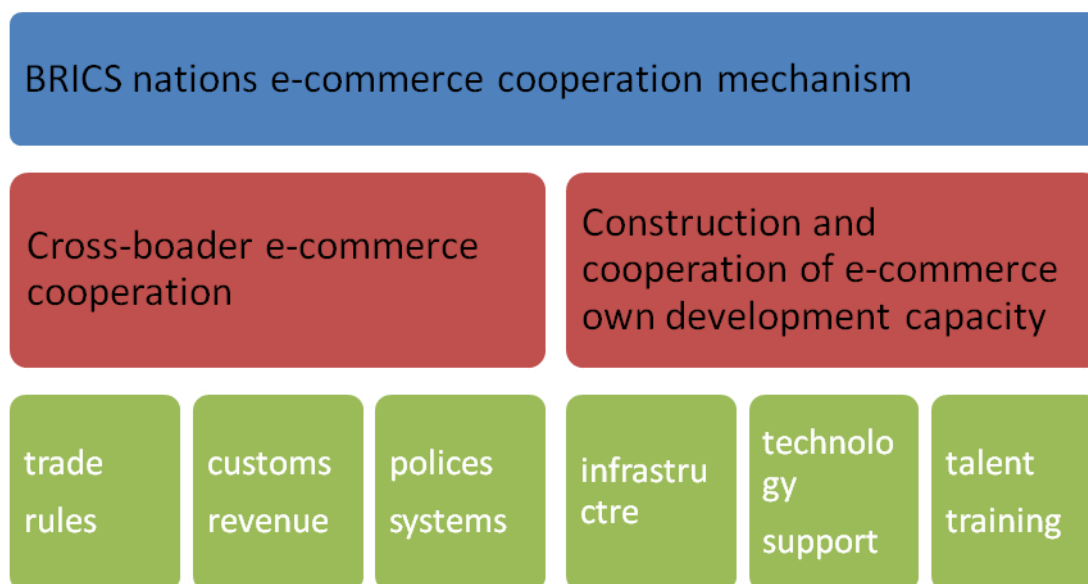 BRICS nations e-commerce cooperation mechanism
Cross-boader e-commerce
cooperation
Construction and
cooperation of e-commerce
own development capacity
trade
rules
customs
revenue
polices
systems
infrastru
ctre
technolo
gy
support
talent
training